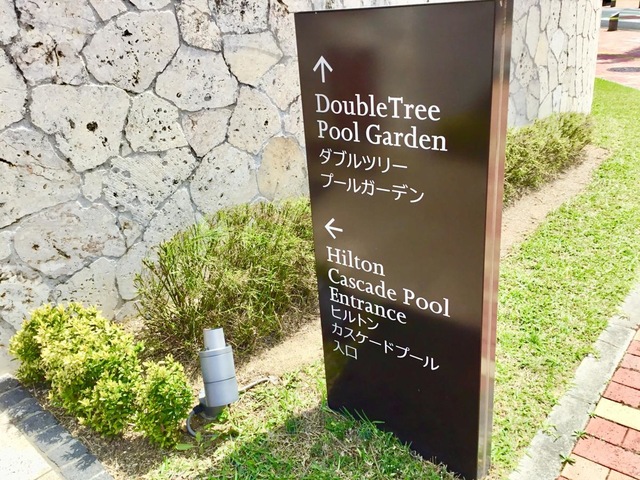 ↑
DoubleTree
Pool Garden
ダブルツリー
プールガーデン
←
Hilton
Cascade Pool
Entrance
ヒルトン
カスケードプール
入口